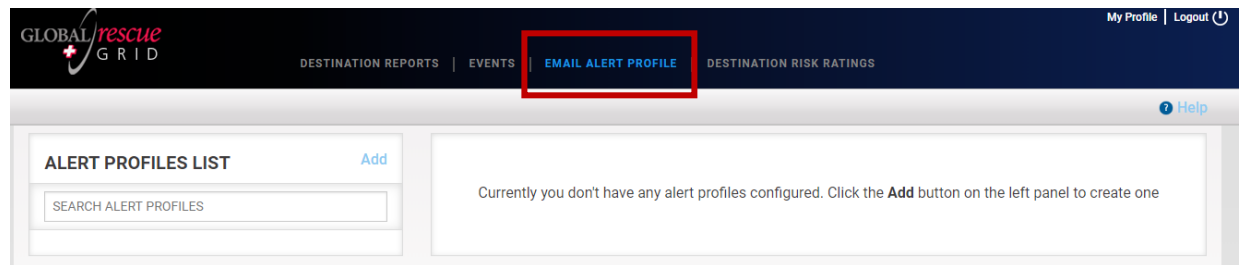 My Profile | Logout
GLOBAL rescue
GRID
DESTINATION REPORTS | EVENTS | EMAIL ALERT PROFILE | DESTINATION RISK RATINGS
? Help
ALERT PROFILES LIST Add
SEARCH ALERT PROFILES
Currently you don't have any alert profiles configured. Click the Add button on the left panel to create one